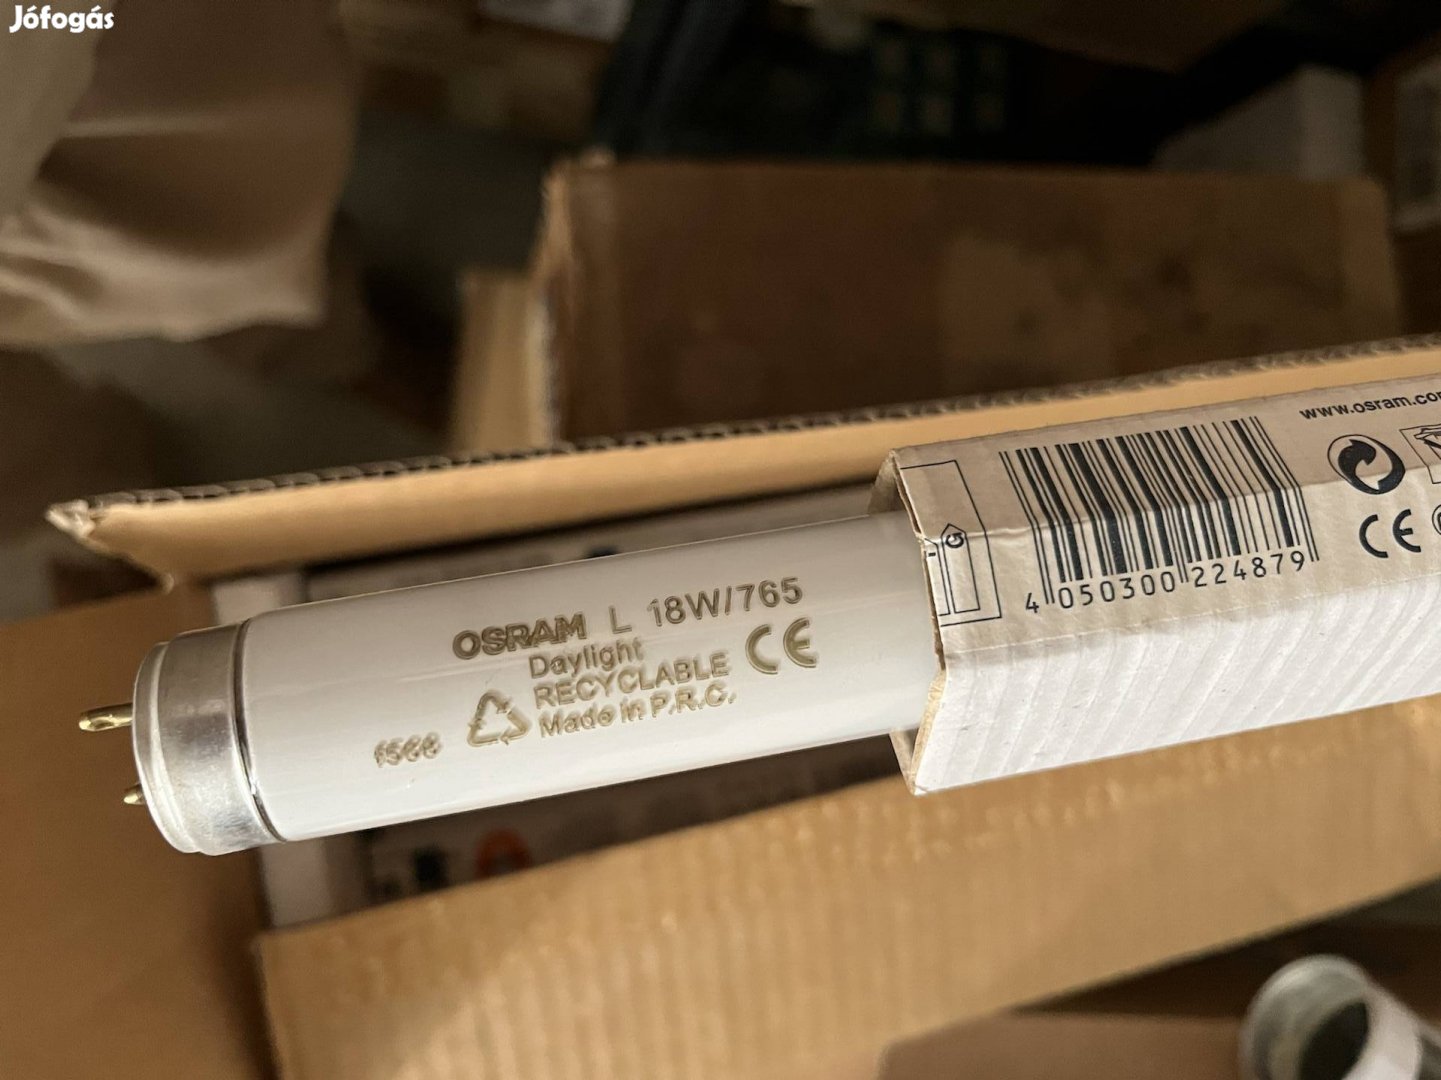 Jófogás
www.osram.co
4 050300 224879
CE
G
OSRAM L 18W/765
Daylight
RECYCLABLE
Made in P.R.C.
CE